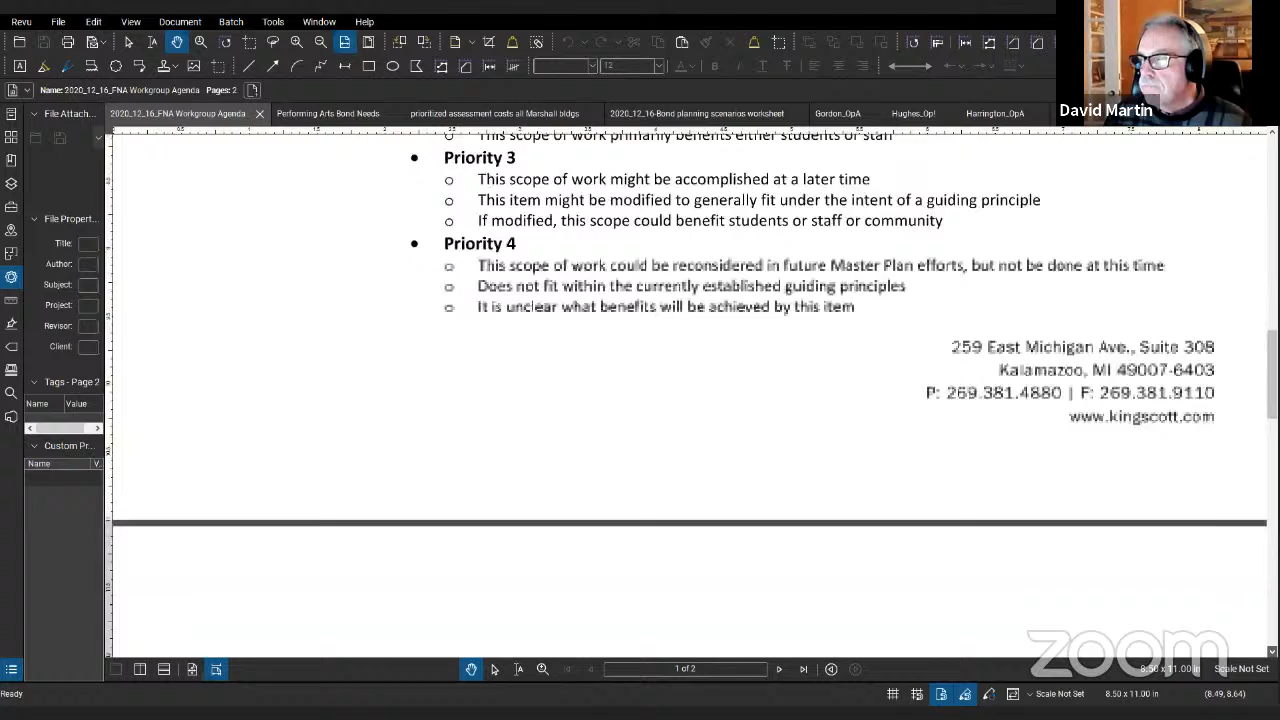 Revu File Edit View Document Batch Tools Window Help
12
Name: 2020_12_16_FNA Workgroup Agenda Pages: 2
David Martin
File Attach...
2020_12_16_FNA Workgroup Agenda
Performing Arts Bond Needs
prioritized assessment costs all Marshall bldgs
2020_12_16-Bond planning scenarios worksheet
Gordon_OpA
Hughes_Op!
Harrington_OpA
This scope of work primarily benefits either students or staff
• Priority 3
o This scope of work might be accomplished at a later time
o This item might be modified to generally fit under the intent of a guiding principle
o If modified, this scope could benefit students or staff or community
• Priority 4
o This scope of work could be reconsidered in future Master Plan efforts, but not be done at this time
o Does not fit within the currently established guiding principles
o It is unclear what benefits will be achieved by this item
259 East Michigan Ave., Suite 308
Kalamazoo, MI 49007-6403
P: 269.381.4880 | F: 269.381.9110
www.kingscott.com
File Propert...
Title:
Author:
Subject:
Project:
Revisor:
Client:
Tags - Page 2
Name Value
Custom Pr...
Name V
zoom
1 of 2
8.50 x 11.00 in Scale Not Set
Ready
Scale Not Set 8.50 x 11.00 in (8.49, 8.64)